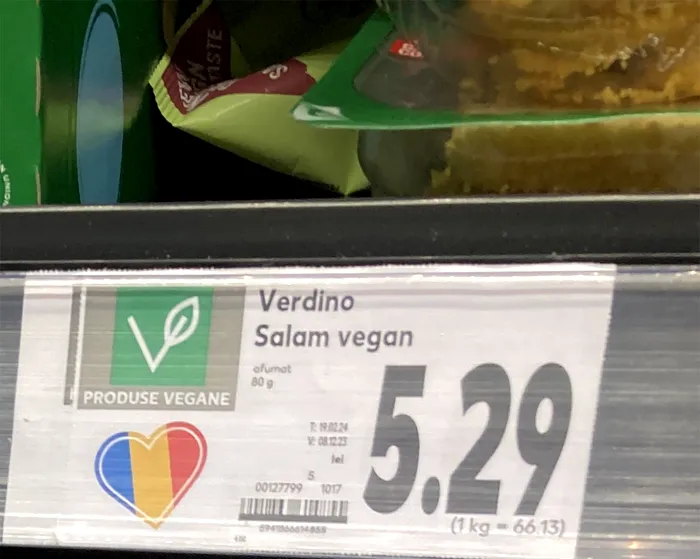 Verdino
Salam vegan
afumat
80 g
PRODUSE VEGANE
5.29
T: 19.02.24
V: 08.12.23
fel
S
00127799 1017
(1 kg = 66.13)